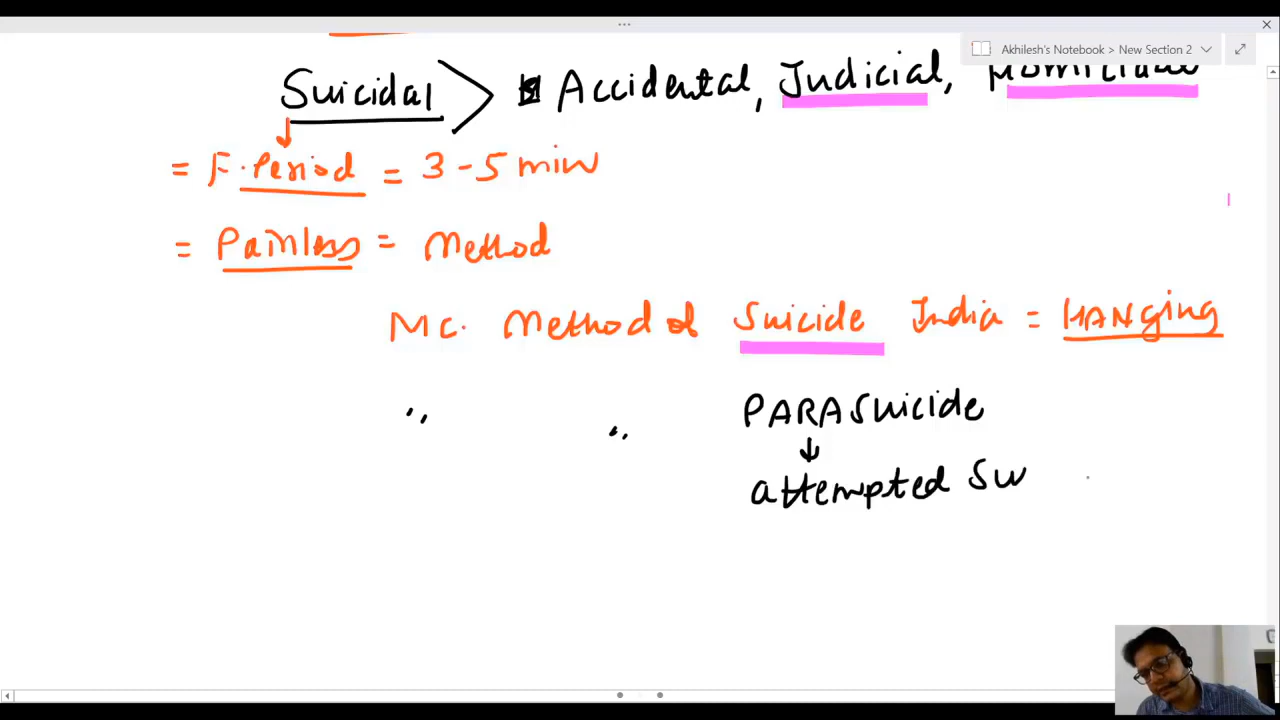 Akhilesh's Notebook > New Section 2
Suicidal > Accidental, Judicial, Homicidal
= F. Period = 3-5 min
= Painless = Method
Mc. Method of Suicide India = HANging
" " PARASuicide
attempted Su